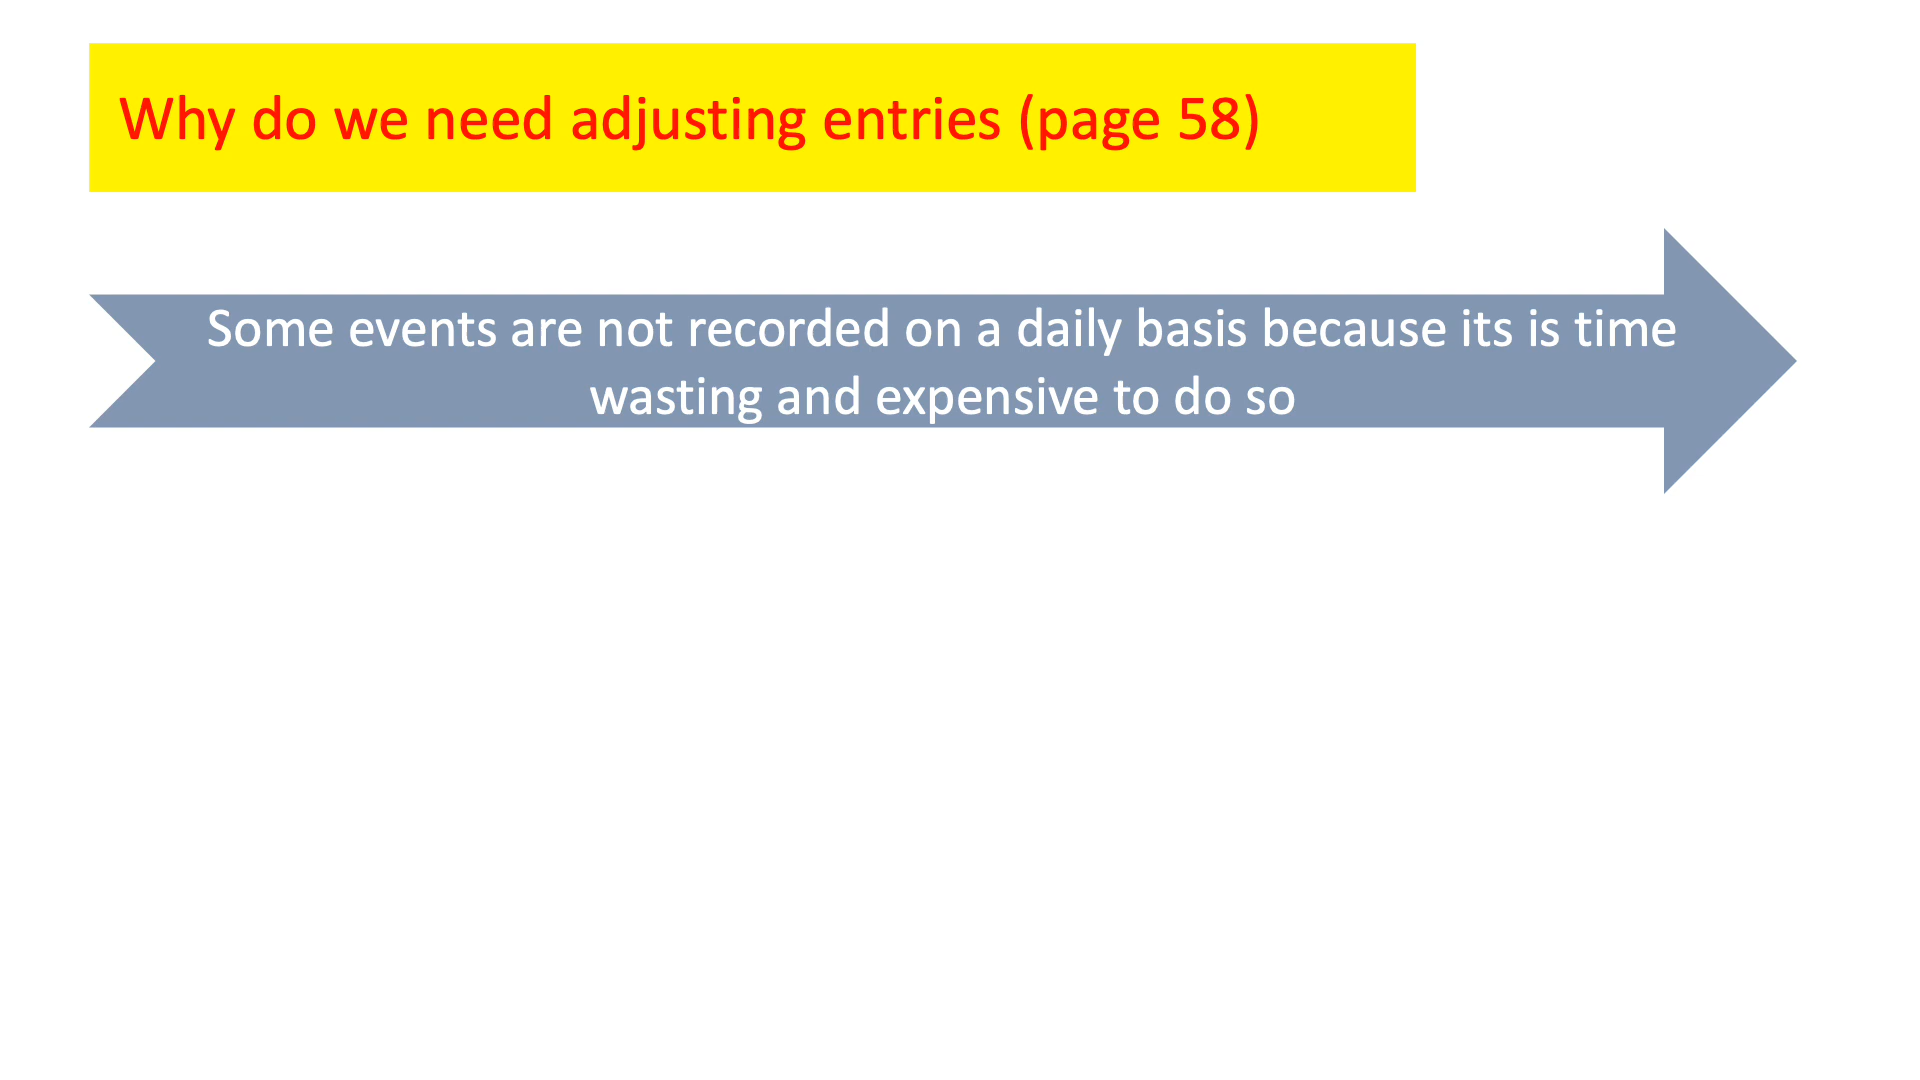 Why do we need adjusting entries (page 58)
Some events are not recorded on a daily basis because its is time
wasting and expensive to do so